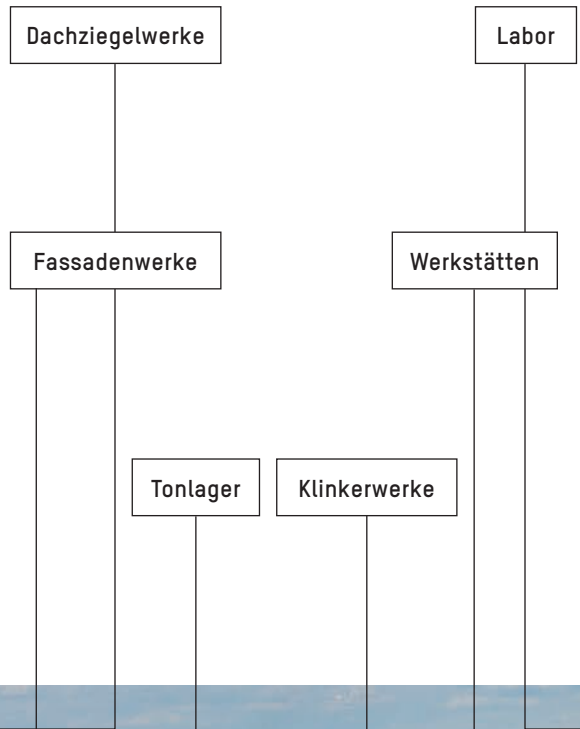 Dachziegelwerke
Labor
Fassadenwerke
Werkstätten
Tonlager
Klinkerwerke